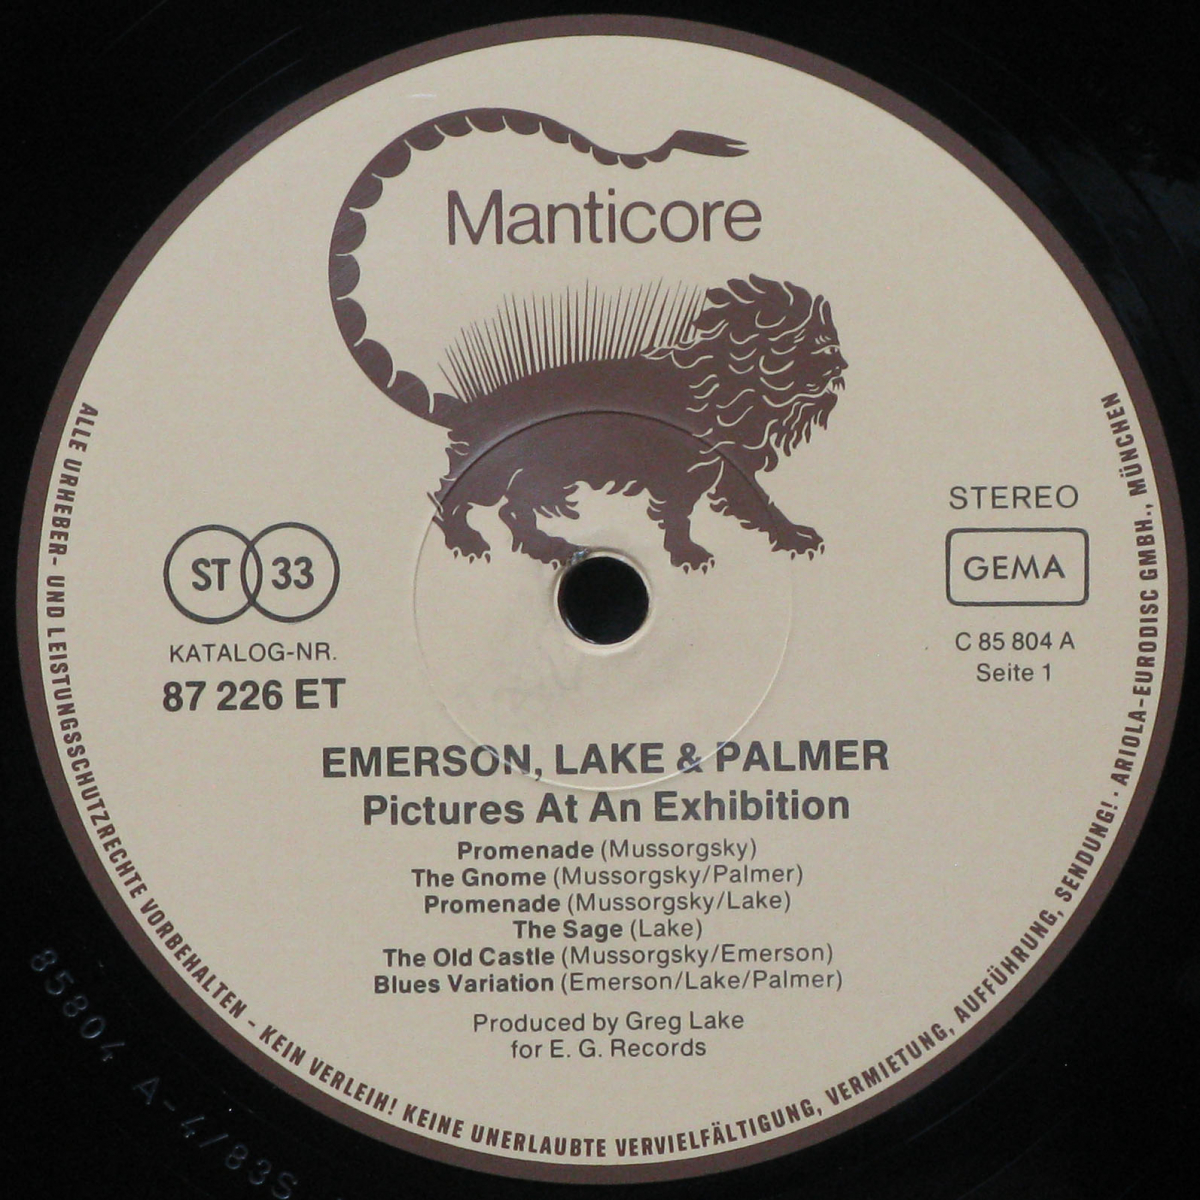 Manticore
STEREO
ST 33
GEMA
KATALOG-NR.
87 226 ET
C 85 804 A
Seite 1
EMERSON, LAKE & PALMER
Pictures At An Exhibition
Promenade (Mussorgsky)
The Gnome (Mussorgsky/Palmer)
Promenade (Mussorgsky/Lake)
The Sage (Lake)
The Old Castle (Mussorgsky/Emerson)
Blues Variation (Emerson/Lake/Palmer)
Produced by Greg Lake
for E. G. Records
ALLE URHEBER- UND LEISTUNGSSCHUTZRECHTE VORBEHALTEN - KEIN VERLEIH! KEINE UNERLAUBTE VERVIELFÄLTIGUNG, VERMIETUNG, AUFFÜHRUNG, SENDUNG! · ARIOLA-EURODISC GMBH., MÜNCHEN
85804 A-4/83S